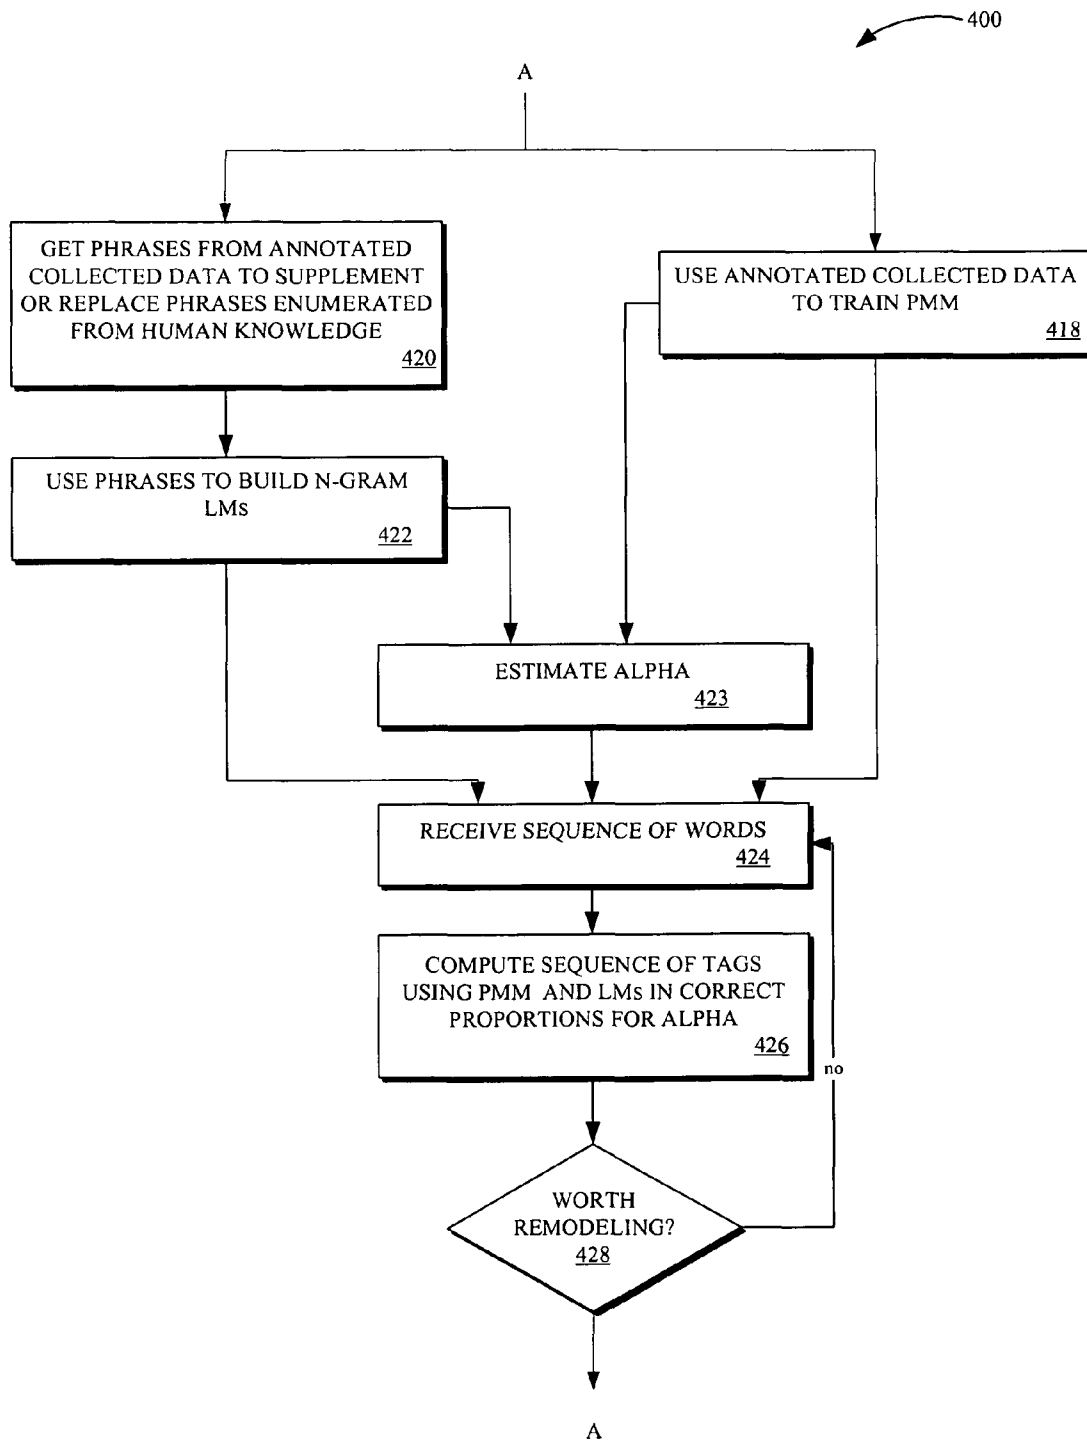 400
A
GET PHRASES FROM ANNOTATED
COLLECTED DATA TO SUPPLEMENT
OR REPLACE PHRASES ENUMERATED
FROM HUMAN KNOWLEDGE
420
USE ANNOTATED COLLECTED DATA
TO TRAIN PMM
418
USE PHRASES TO BUILD N-GRAM
LMs
422
ESTIMATE ALPHA
423
RECEIVE SEQUENCE OF WORDS
424
COMPUTE SEQUENCE OF TAGS
USING PMM AND LMs IN CORRECT
PROPORTIONS FOR ALPHA
426
no
WORTH
REMODELING?
428
A